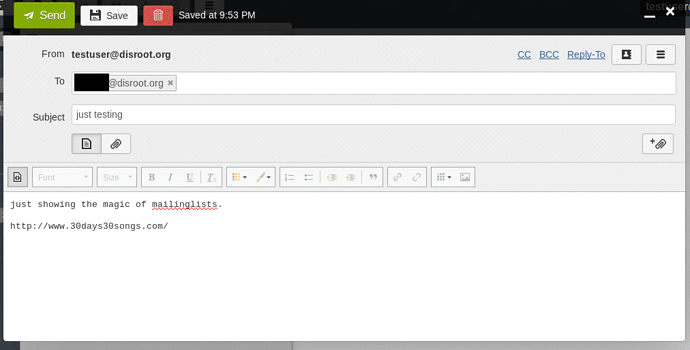 Send Save Saved at 9:53 PM
From testuser@disroot.org CC BCC Reply-To
To @disroot.org
Subject just testing
Font Size B I U Tx
just showing the magic of mailinglists.
http://www.30days30songs.com/